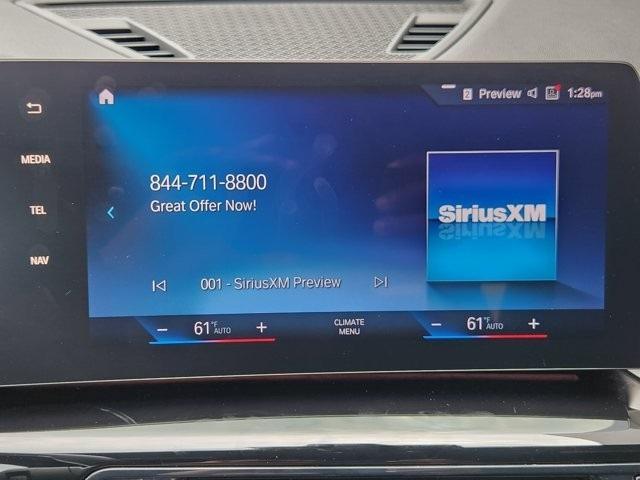 2 Preview 1:28pm
MEDIA
TEL
NAV
844-711-8800
Great Offer Now!
SiriusXM
001 - SiriusXM Preview
− 61°F AUTO +
CLIMATE
MENU
− 61°F AUTO +